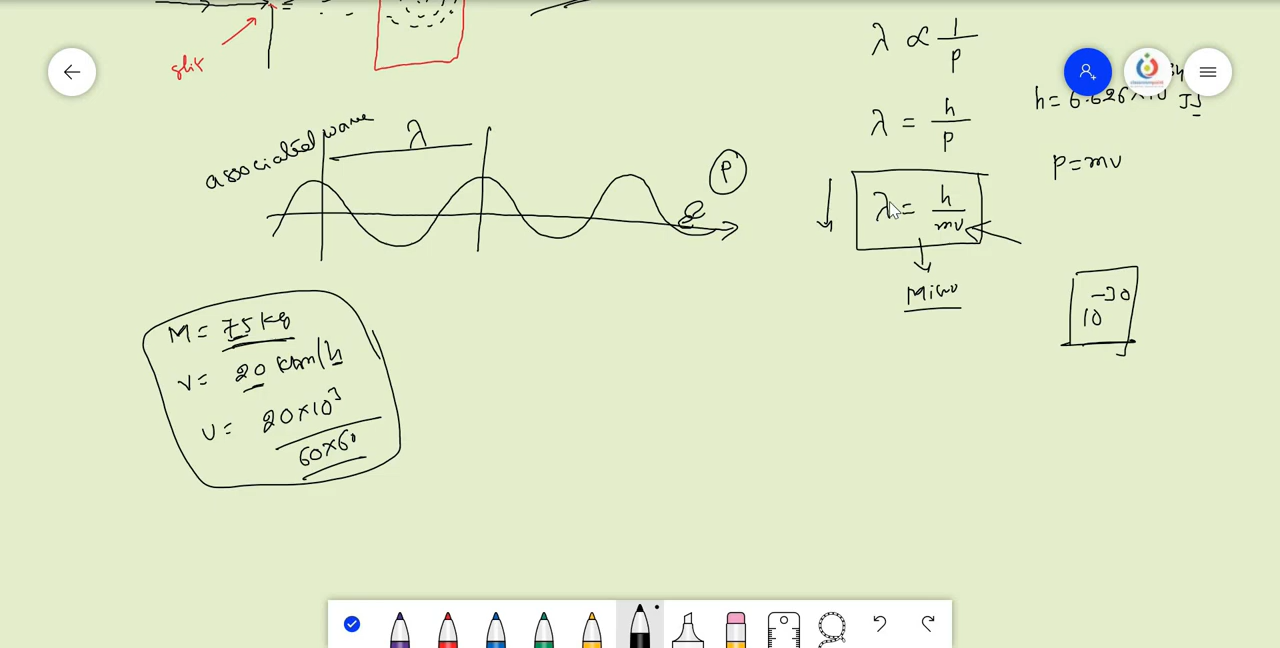 slit
associated wave
λ
P
M = 75 kg
v = 20 km/h
v = 20×10³
60×60
λ ∝ 1/p
λ = h/p
λ = h/mv
Micro
h = 6.626×10
JS
p = mv
10⁻³⁰